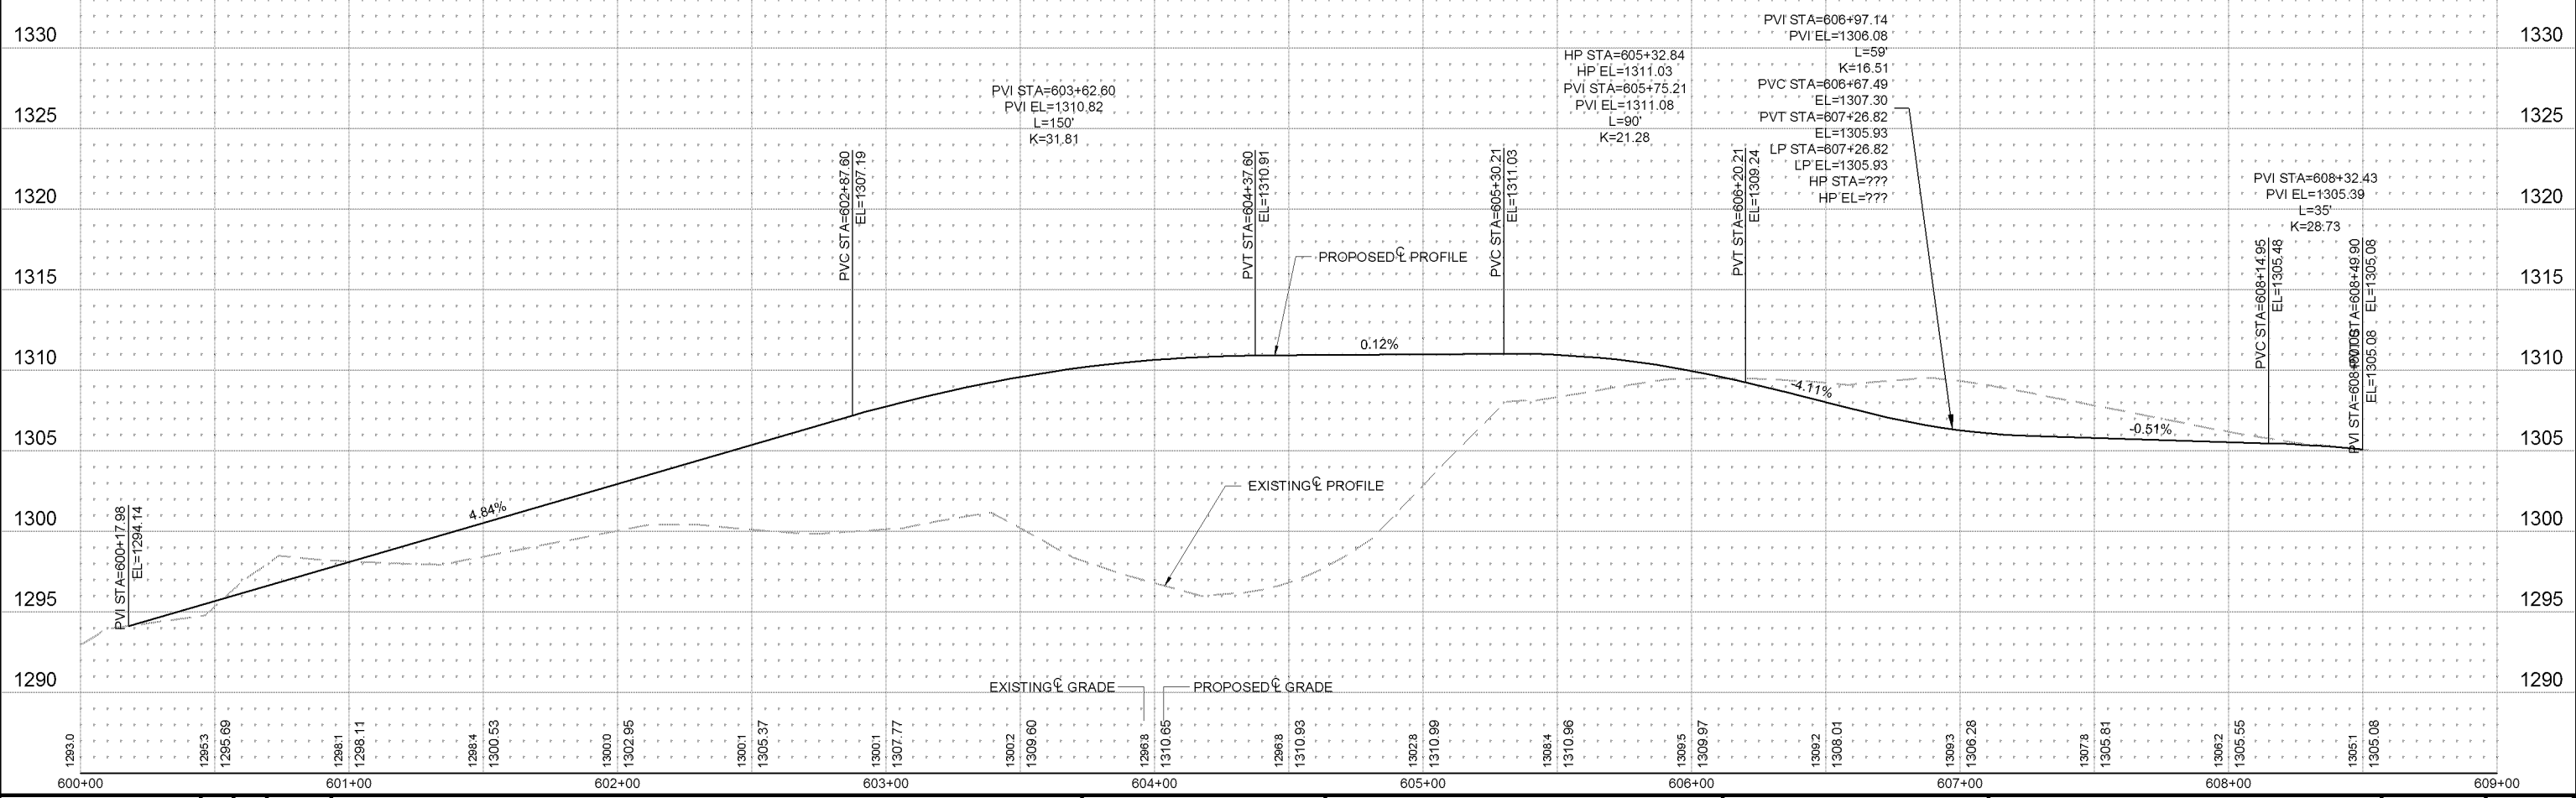 PVI STA=606+97.14
PVI EL=1306.08
L=59'
K=16.51
PVC STA=606+67.49
EL=1307.30
PVT STA=607+26.82
EL=1305.93
LP STA=607+26.82
LP EL=1305.93
HP STA=???
HP EL=???
HP STA=605+32.84
HP EL=1311.03
PVI STA=605+75.21
PVI EL=1311.08
L=90'
K=21.28
PVI STA=603+62.60
PVI EL=1310.82
L=150'
K=31.81
PVI STA=608+32.43
PVI EL=1305.39
L=35'
K=28.73
1330
1330
1325
1325
1320
1320
1315
1315
1310
1310
1305
1305
1300
1300
1295
1295
1290
1290
PVI STA=600+17.98
EL=1294.14
PVC STA=602+87.60
EL=1307.19
PVT STA=604+37.60
EL=1310.91
PVC STA=605+30.21
EL=1311.03
PVT STA=606+20.21
EL=1309.24
PVC STA=608+14.95
EL=1305.48
STA=608+49.90
EL=1305.08
PVI STA=608+
EL=1305.08
4.84%
0.12%
-4.11%
-0.51%
PROPOSED ℄ PROFILE
EXISTING ℄ PROFILE
EXISTING ℄ GRADE
PROPOSED ℄ GRADE
1293.0
1295.3
1295.69
1298.1
1298.11
1298.4
1300.53
1300.0
1302.95
1300.1
1305.37
1300.1
1307.77
1300.2
1309.60
1296.8
1310.65
1296.8
1310.93
1302.8
1310.99
1308.4
1310.96
1309.5
1309.97
1309.2
1308.01
1309.3
1306.28
1307.8
1305.81
1306.2
1305.55
1305.1
1305.08
600+00
601+00
602+00
603+00
604+00
605+00
606+00
607+00
608+00
609+00